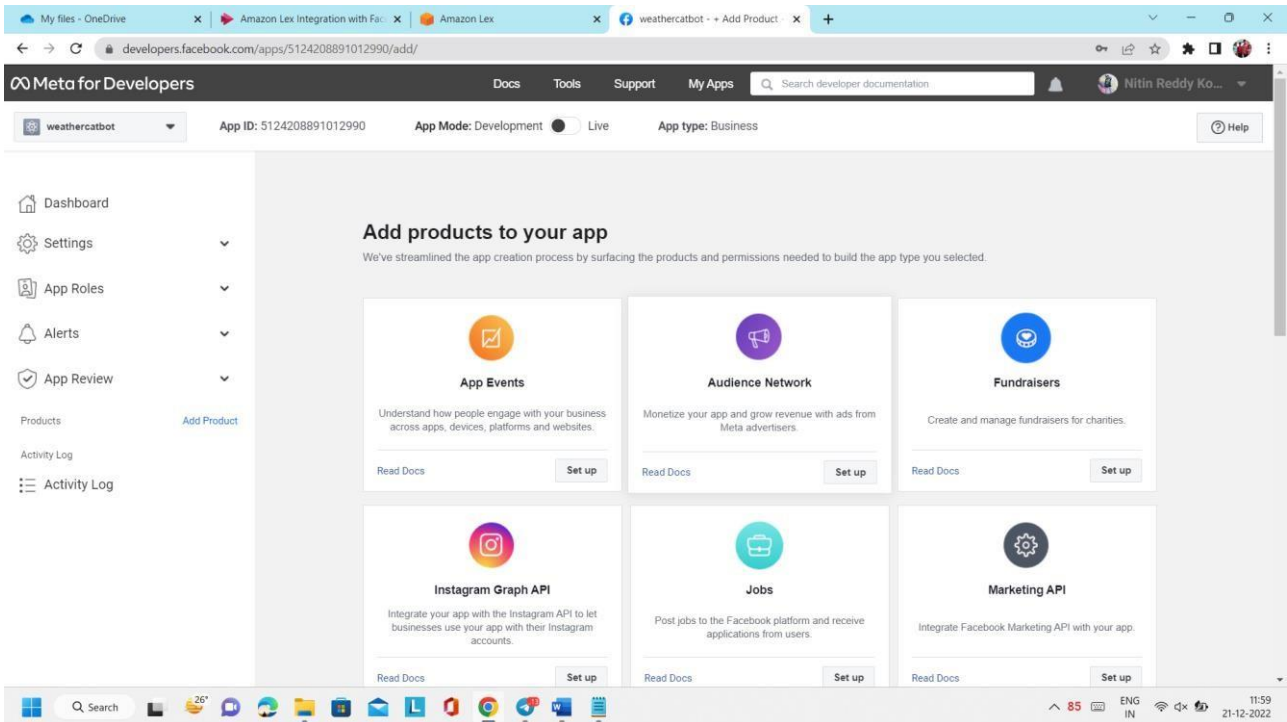 My files - OneDrive
Amazon Lex Integration with Fac
Amazon Lex
weathercatbot - + Add Product
developers.facebook.com/apps/5124208891012990/add/
Meta for Developers
Docs
Tools
Support
My Apps
Search developer documentation
Nitin Reddy Ko...
weathercatbot
App ID: 5124208891012990
App Mode: Development
Live
App type: Business
Help
Dashboard
Settings
App Roles
Alerts
App Review
Products
Add Product
Activity Log
Activity Log
Add products to your app
We've streamlined the app creation process by surfacing the products and permissions needed to build the app type you selected.
App Events
Understand how people engage with your business
across apps, devices, platforms and websites.
Read Docs
Set up
Audience Network
Monetize your app and grow revenue with ads from
Meta advertisers.
Read Docs
Set up
Fundraisers
Create and manage fundraisers for charities.
Read Docs
Set up
Instagram Graph API
Integrate your app with the Instagram API to let
businesses use your app with their Instagram
accounts.
Read Docs
Set up
Jobs
Post jobs to the Facebook platform and receive
applications from users.
Read Docs
Set up
Marketing API
Integrate Facebook Marketing API with your app.
Read Docs
Set up
Search
26°
85
ENG
IN
11:59
21-12-2022